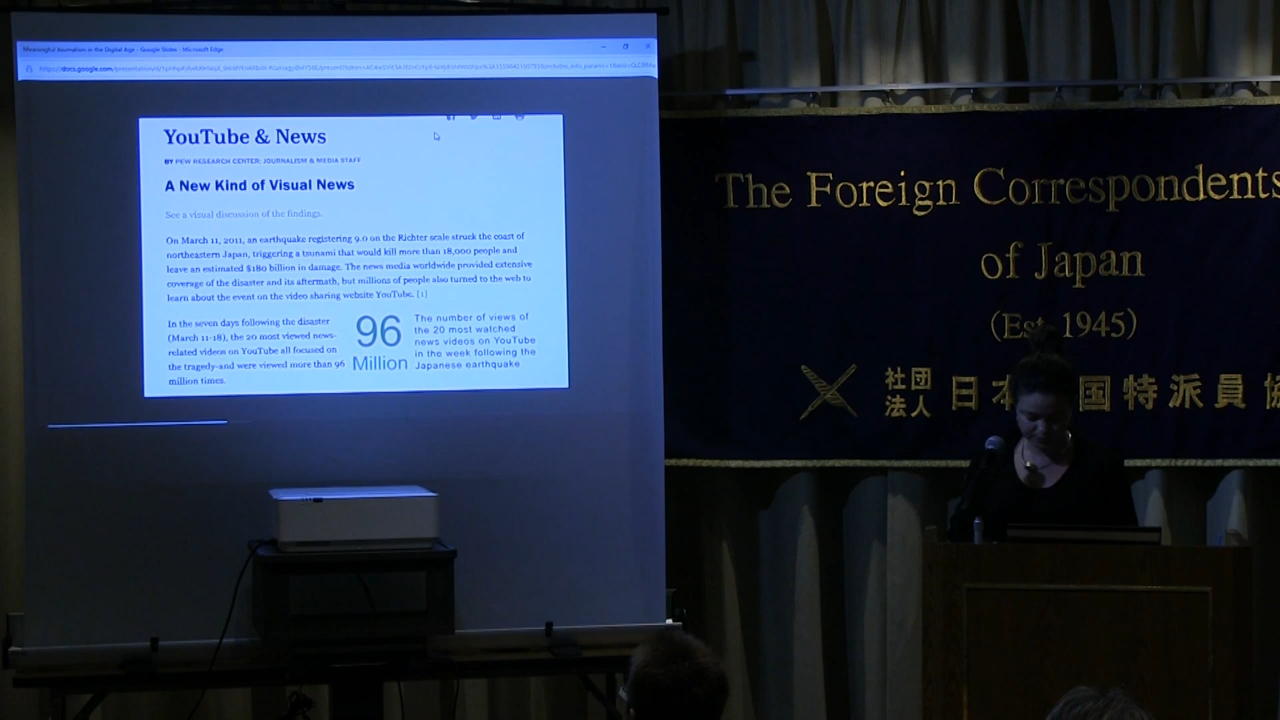 Meaningful Journalism in the Digital Age - Google Slides - Microsoft Edge
YouTube & News
BY PEW RESEARCH CENTER: JOURNALISM & MEDIA STAFF
A New Kind of Visual News
See a visual discussion of the findings.
On March 11, 2011, an earthquake registering 9.0 on the Richter scale struck the coast of
northeastern Japan, triggering a tsunami that would kill more than 18,000 people and
leave an estimated $180 billion in damage. The news media worldwide provided extensive
coverage of the disaster and its aftermath, but millions of people also turned to the web to
learn about the event on the video sharing website YouTube. [1]
In the seven days following the disaster
(March 11-18), the 20 most viewed news-
related videos on YouTube all focused on
the tragedy-and were viewed more than 96
million times.
96
Million
The number of views of
the 20 most watched
news videos on YouTube
in the week following the
Japanese earthquake
The Foreign Correspondents
of Japan
(Est. 1945)
社団
法人
日本 国特派員協